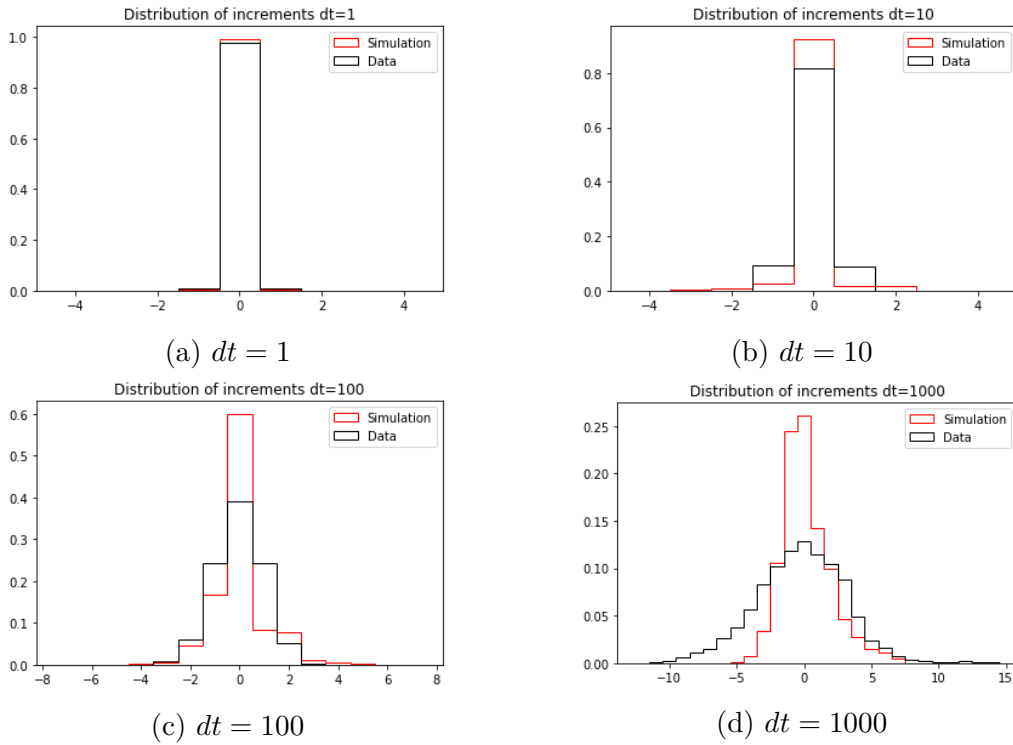 Distribution of increments dt=1
1.0
0.8
0.6
0.4
0.2
0.0
−4 −2 0 2 4
Simulation
Data
(a) dt = 1
Distribution of increments dt=10
0.8
0.6
0.4
0.2
0.0
−4 −2 0 2 4
Simulation
Data
(b) dt = 10
Distribution of increments dt=100
0.6
0.5
0.4
0.3
0.2
0.1
0.0
−8 −6 −4 −2 0 2 4 6 8
Simulation
Data
(c) dt = 100
Distribution of increments dt=1000
0.25
0.20
0.15
0.10
0.05
0.00
−10 −5 0 5 10 15
Simulation
Data
(d) dt = 1000